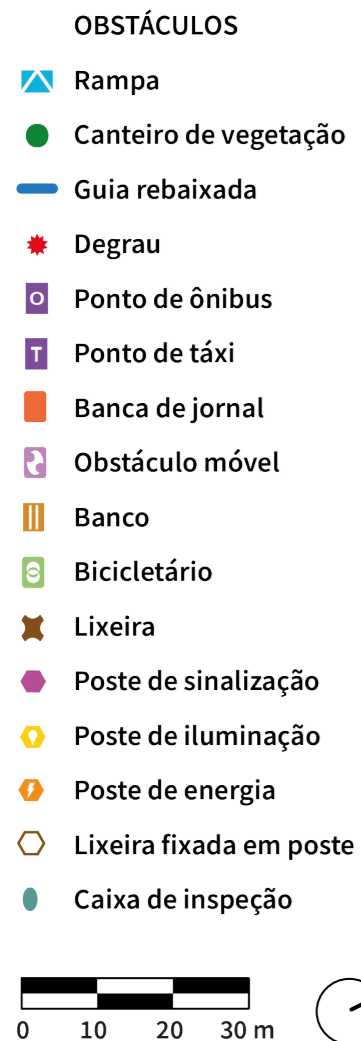 OBSTÁCULOS
Rampa
Canteiro de vegetação
Guia rebaixada
Degrau
O Ponto de ônibus
T Ponto de táxi
Banca de jornal
Obstáculo móvel
Banco
Bicicletário
Lixeira
Poste de sinalização
Poste de iluminação
Poste de energia
Lixeira fixada em poste
Caixa de inspeção
0 10 20 30 m